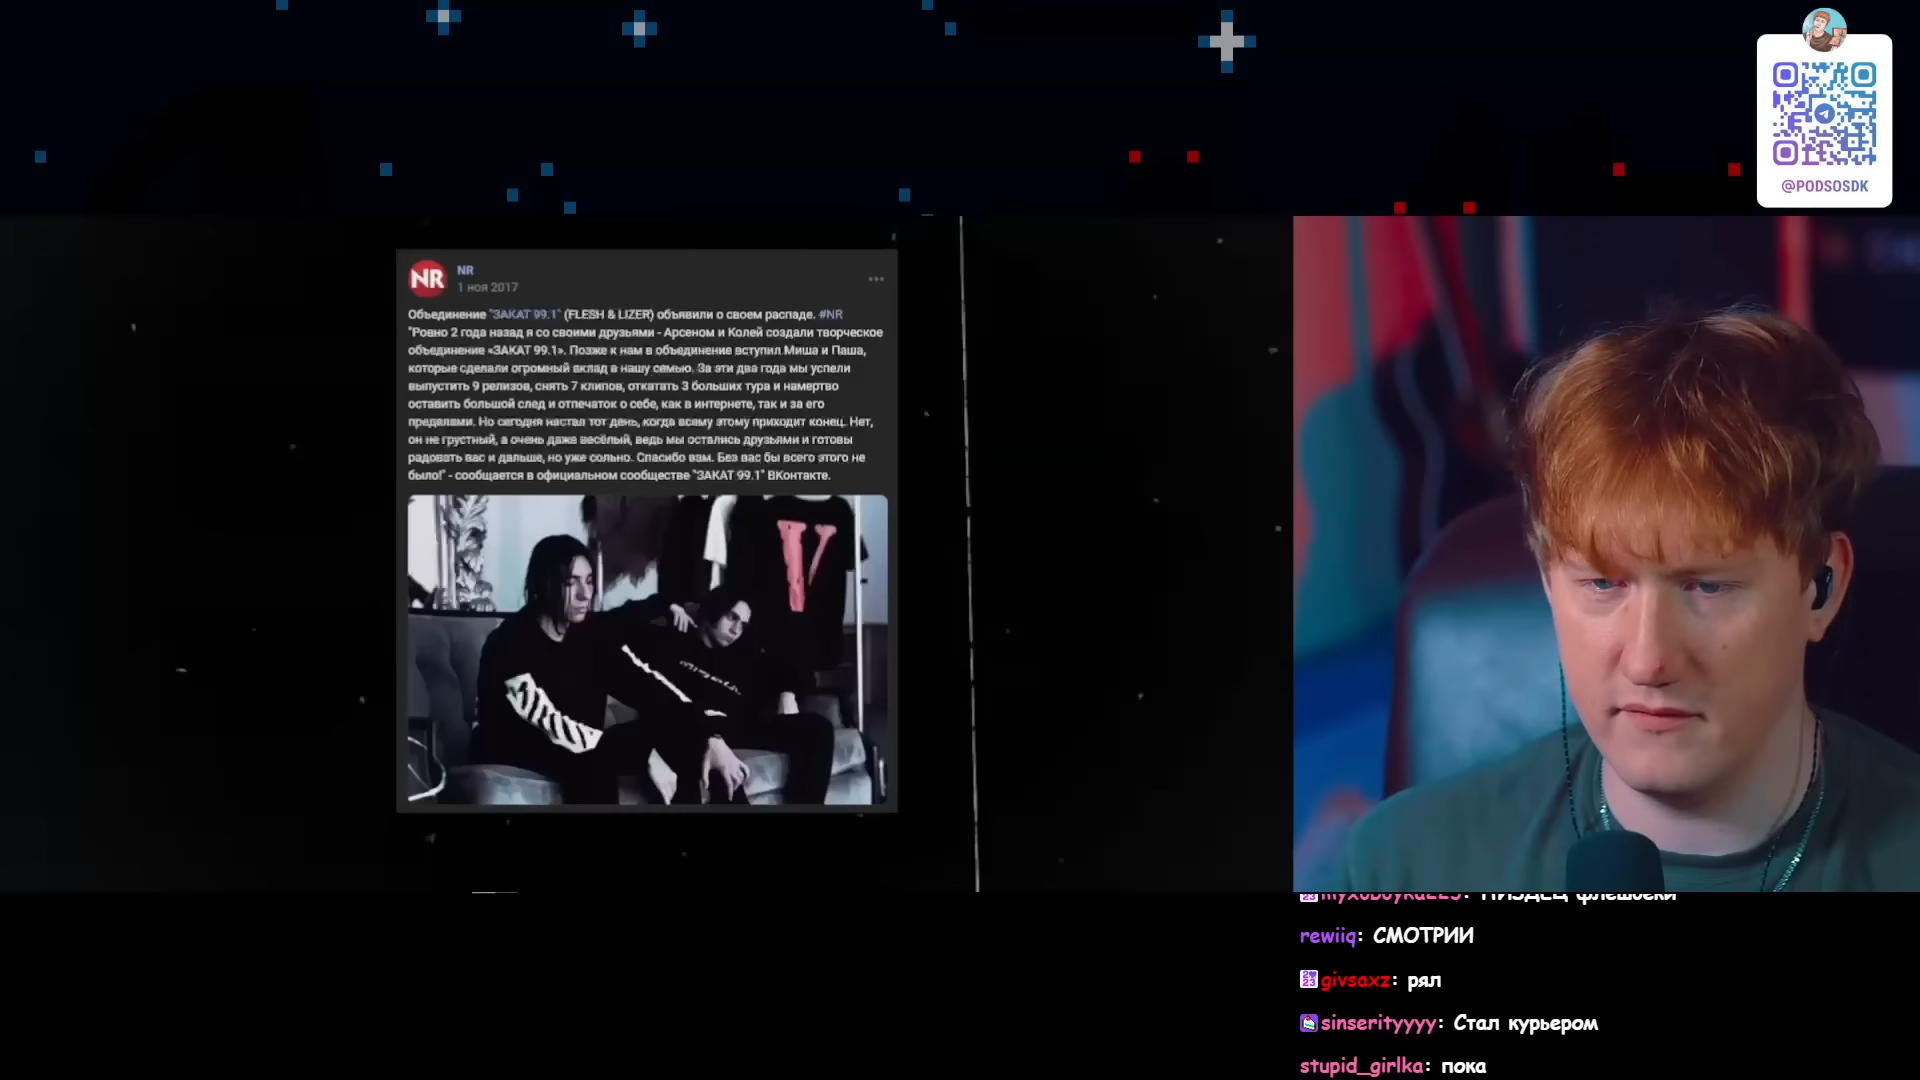 @PODSOSDK
NR
NR
1 ноя 2017
Объединение "ЗАКАТ 99.1" (FLESH & LIZER) объявили о своем распаде. #NR
"Ровно 2 года назад я со своими друзьями - Арсеном и Колей создали творческое
объединение «ЗАКАТ 99.1». Позже к нам в объединение вступил Миша и Паша,
которые сделали огромный вклад в нашу семью. За эти два года мы успели
выпустить 9 релизов, снять 7 клипов, откатать 3 больших тура и намертво
оставить большой след и отпечаток о себе, как в интернете, так и за его
пределами. Но сегодня настал тот день, когда всему этому приходит конец. Нет,
он не грустный, а очень даже весёлый, ведь мы остались друзьями и готовы
радовать вас и дальше, но уже сольно. Спасибо вам. Без вас бы всего этого не
было!" - сообщается в официальном сообществе "ЗАКАТ 99.1" ВКонтакте.
V
ПИЗДЕЦ флешбеки
rewiiq: СМОТРИИ
givsaxz: рял
sinserityyyy: Стал курьером
stupid_girlka: пока